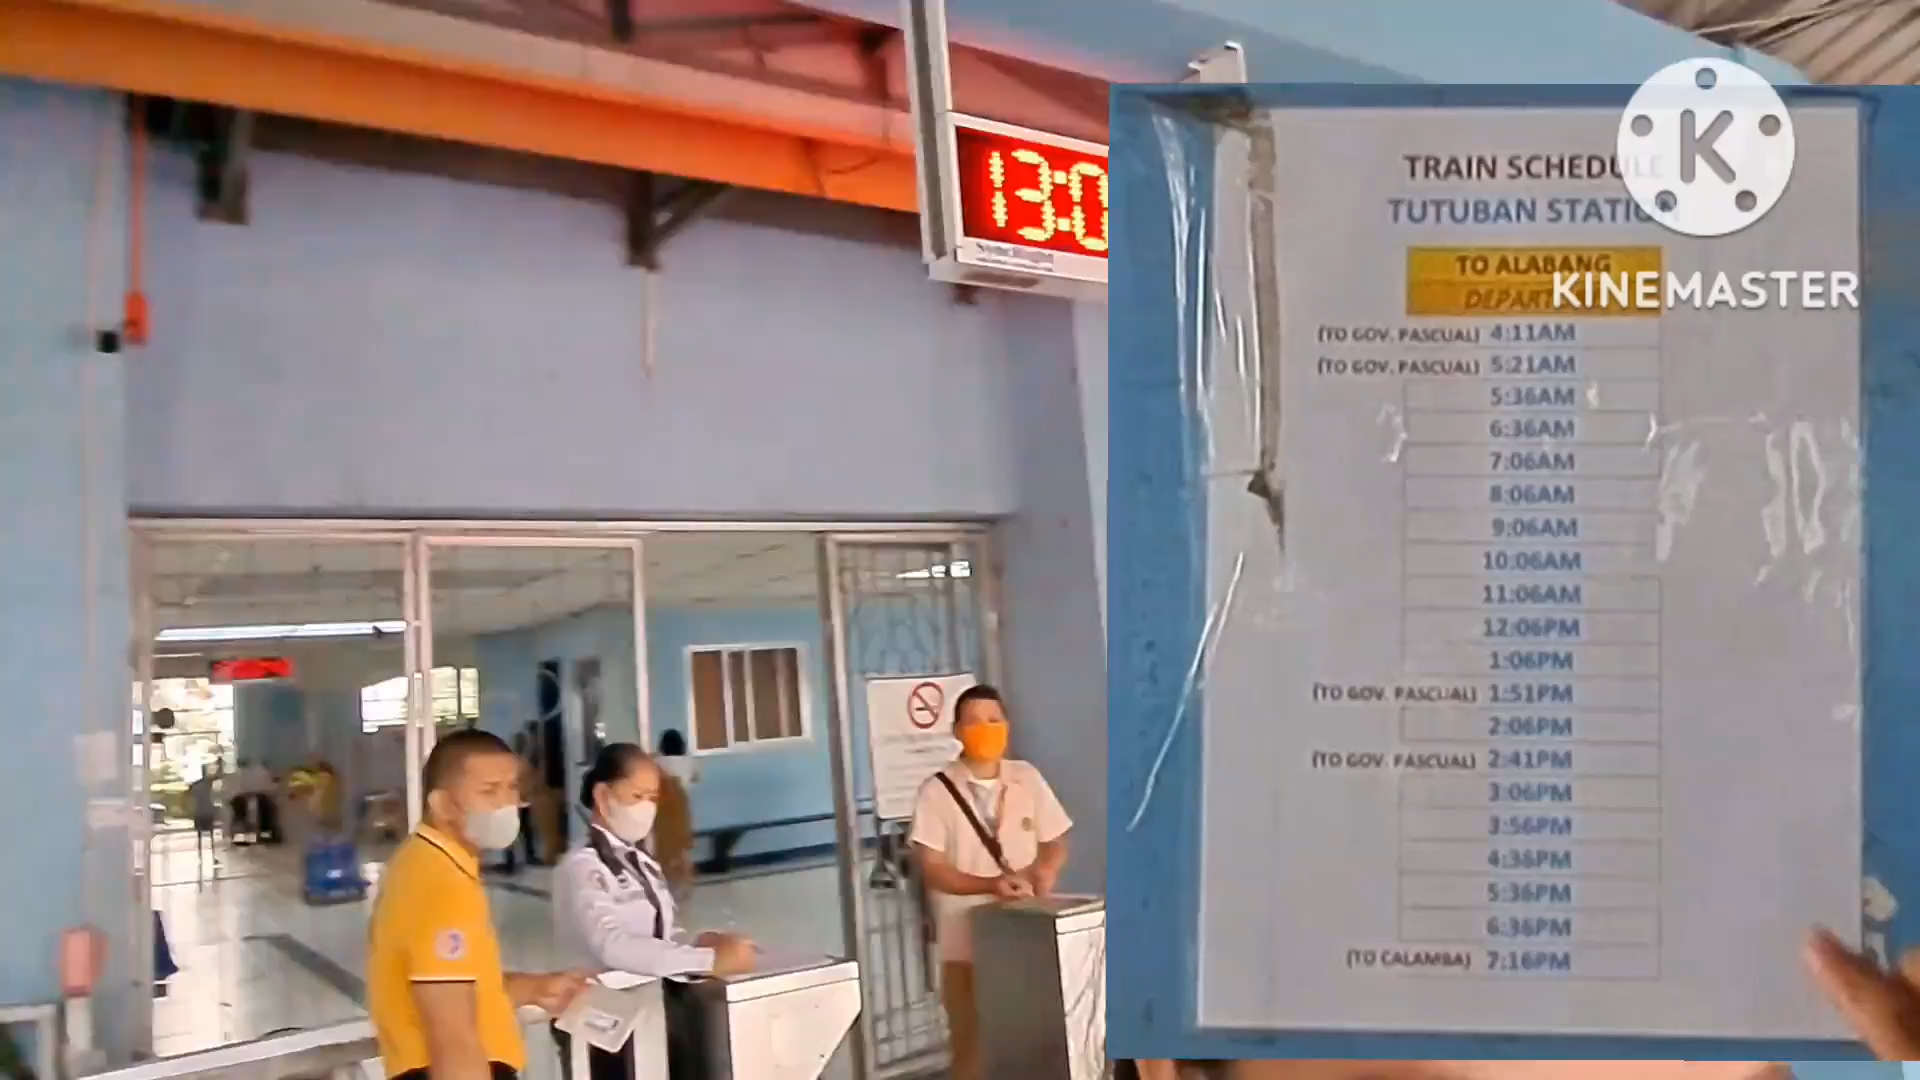 13:0
TRAIN SCHEDULE
TUTUBAN STATION
TO ALABANG
DEPART
K
KINEMASTER
(TO GOV. PASCUAL) 4:11AM
(TO GOV. PASCUAL) 5:21AM
5:36AM
6:36AM
7:06AM
8:06AM
9:06AM
10:06AM
11:06AM
12:06PM
1:06PM
(TO GOV. PASCUAL) 1:51PM
2:06PM
(TO GOV. PASCUAL) 2:41PM
3:06PM
3:56PM
4:36PM
5:36PM
6:36PM
(TO CALAMBA) 7:16PM